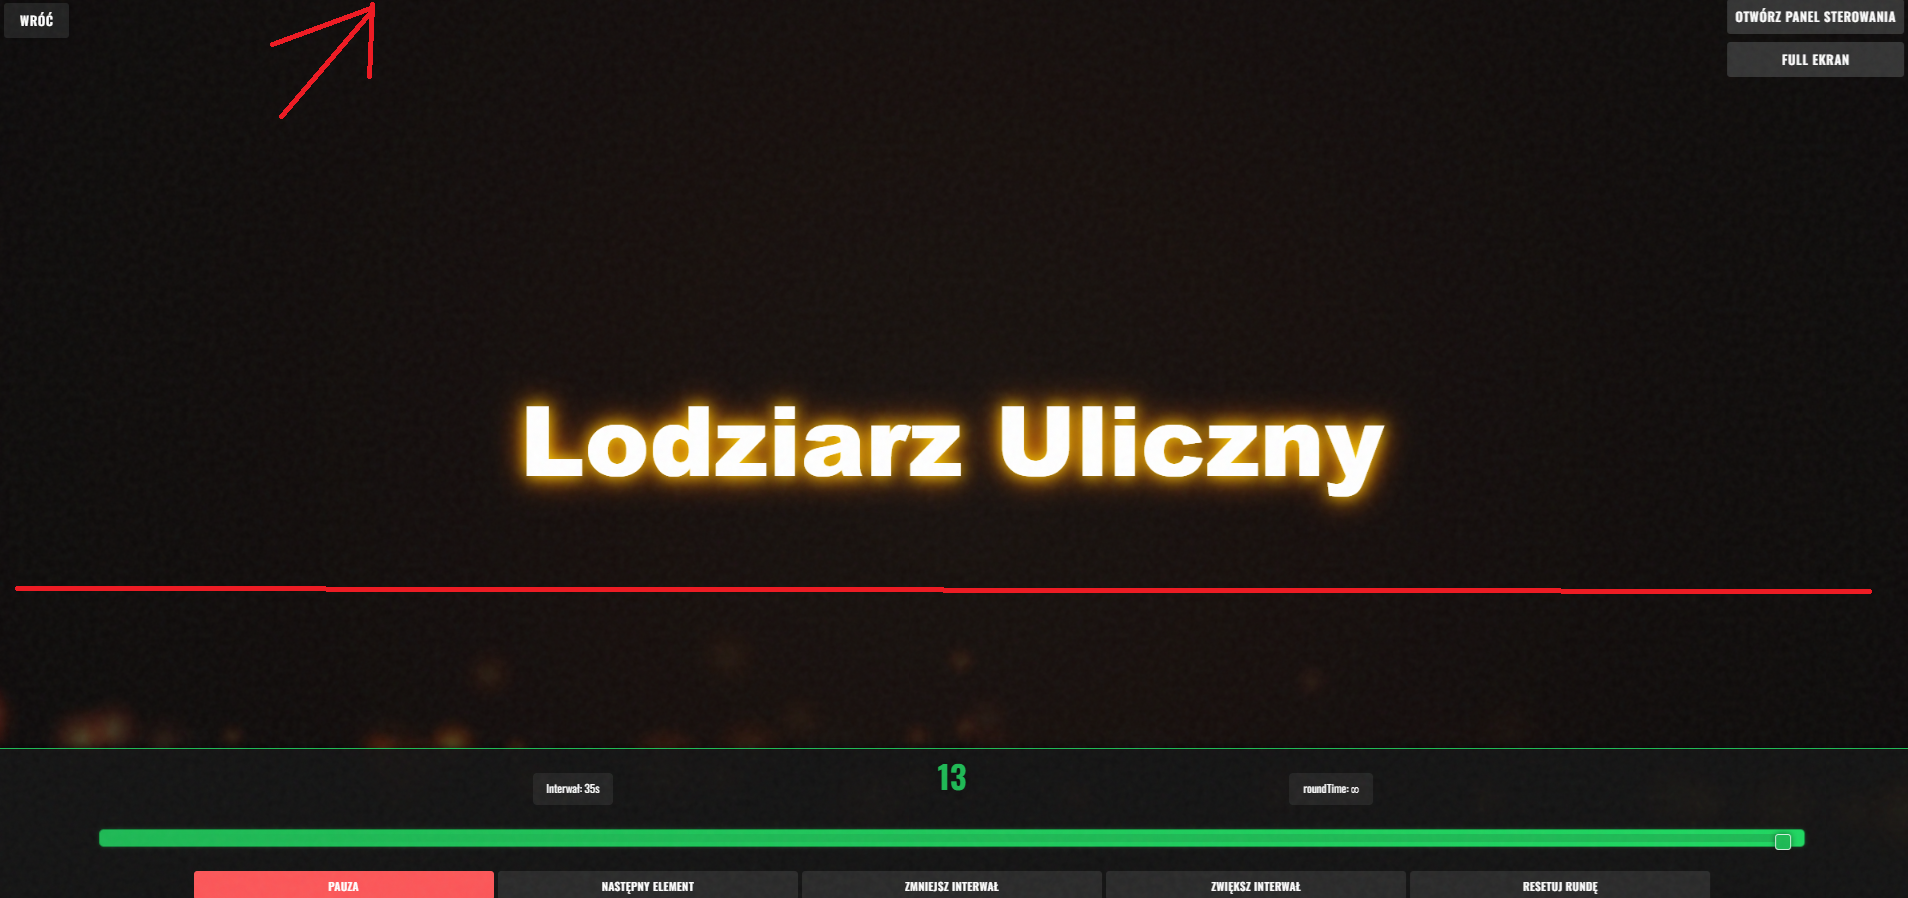 WRÓĆ
OTWÓRZ PANEL STEROWANIA
FULL EKRAN
Lodziarz Uliczny
13
Interwał: 35s
roundTime: ∞
PAUZA
NASTĘPNY ELEMENT
ZMNIEJSZ INTERWAŁ
ZWIĘKSZ INTERWAŁ
RESETUJ RUNDĘ